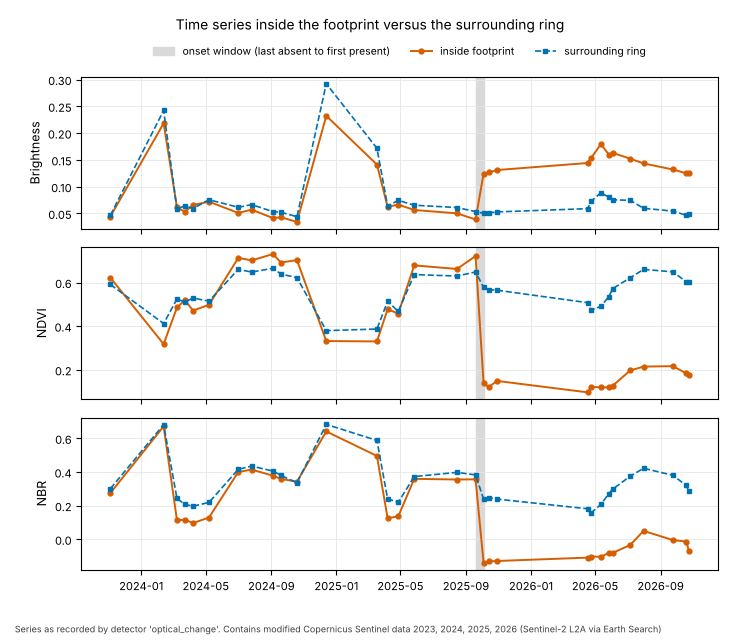 Time series inside the footprint versus the surrounding ring
onset window (last absent to first present) inside footprint surrounding ring
0.30
0.25
0.20
0.15
0.10
0.05
Brightness
0.6
0.4
0.2
NDVI
0.6
0.4
0.2
0.0
NBR
2024-01 2024-05 2024-09 2025-01 2025-05 2025-09 2026-01 2026-05 2026-09
Series as recorded by detector 'optical_change'. Contains modified Copernicus Sentinel data 2023, 2024, 2025, 2026 (Sentinel-2 L2A via Earth Search)